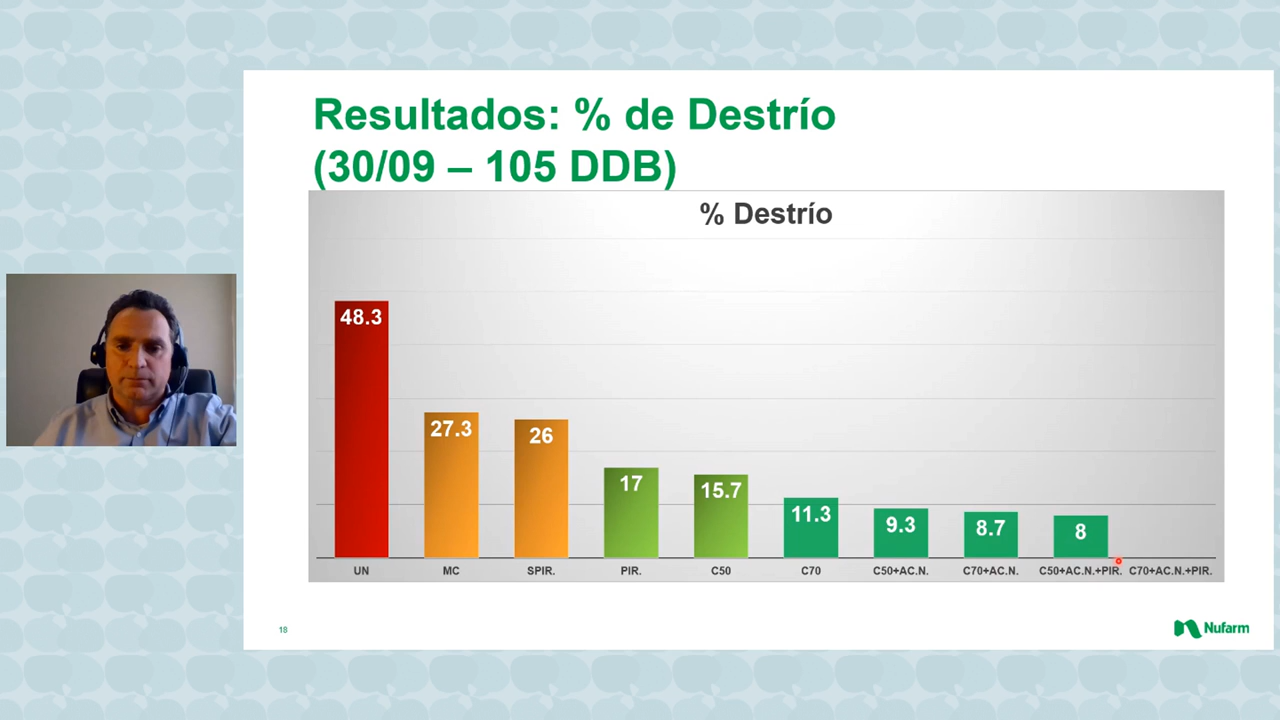 Resultados: % de Destrío
(30/09 – 105 DDB)
% Destrío
48.3
27.3
26
17
15.7
11.3
9.3
8.7
8
UN
MC
SPIR.
PIR.
C50
C70
C50+AC.N.
C70+AC.N.
C50+AC.N.+PIR.
C70+AC.N.+PIR.
18
Nufarm